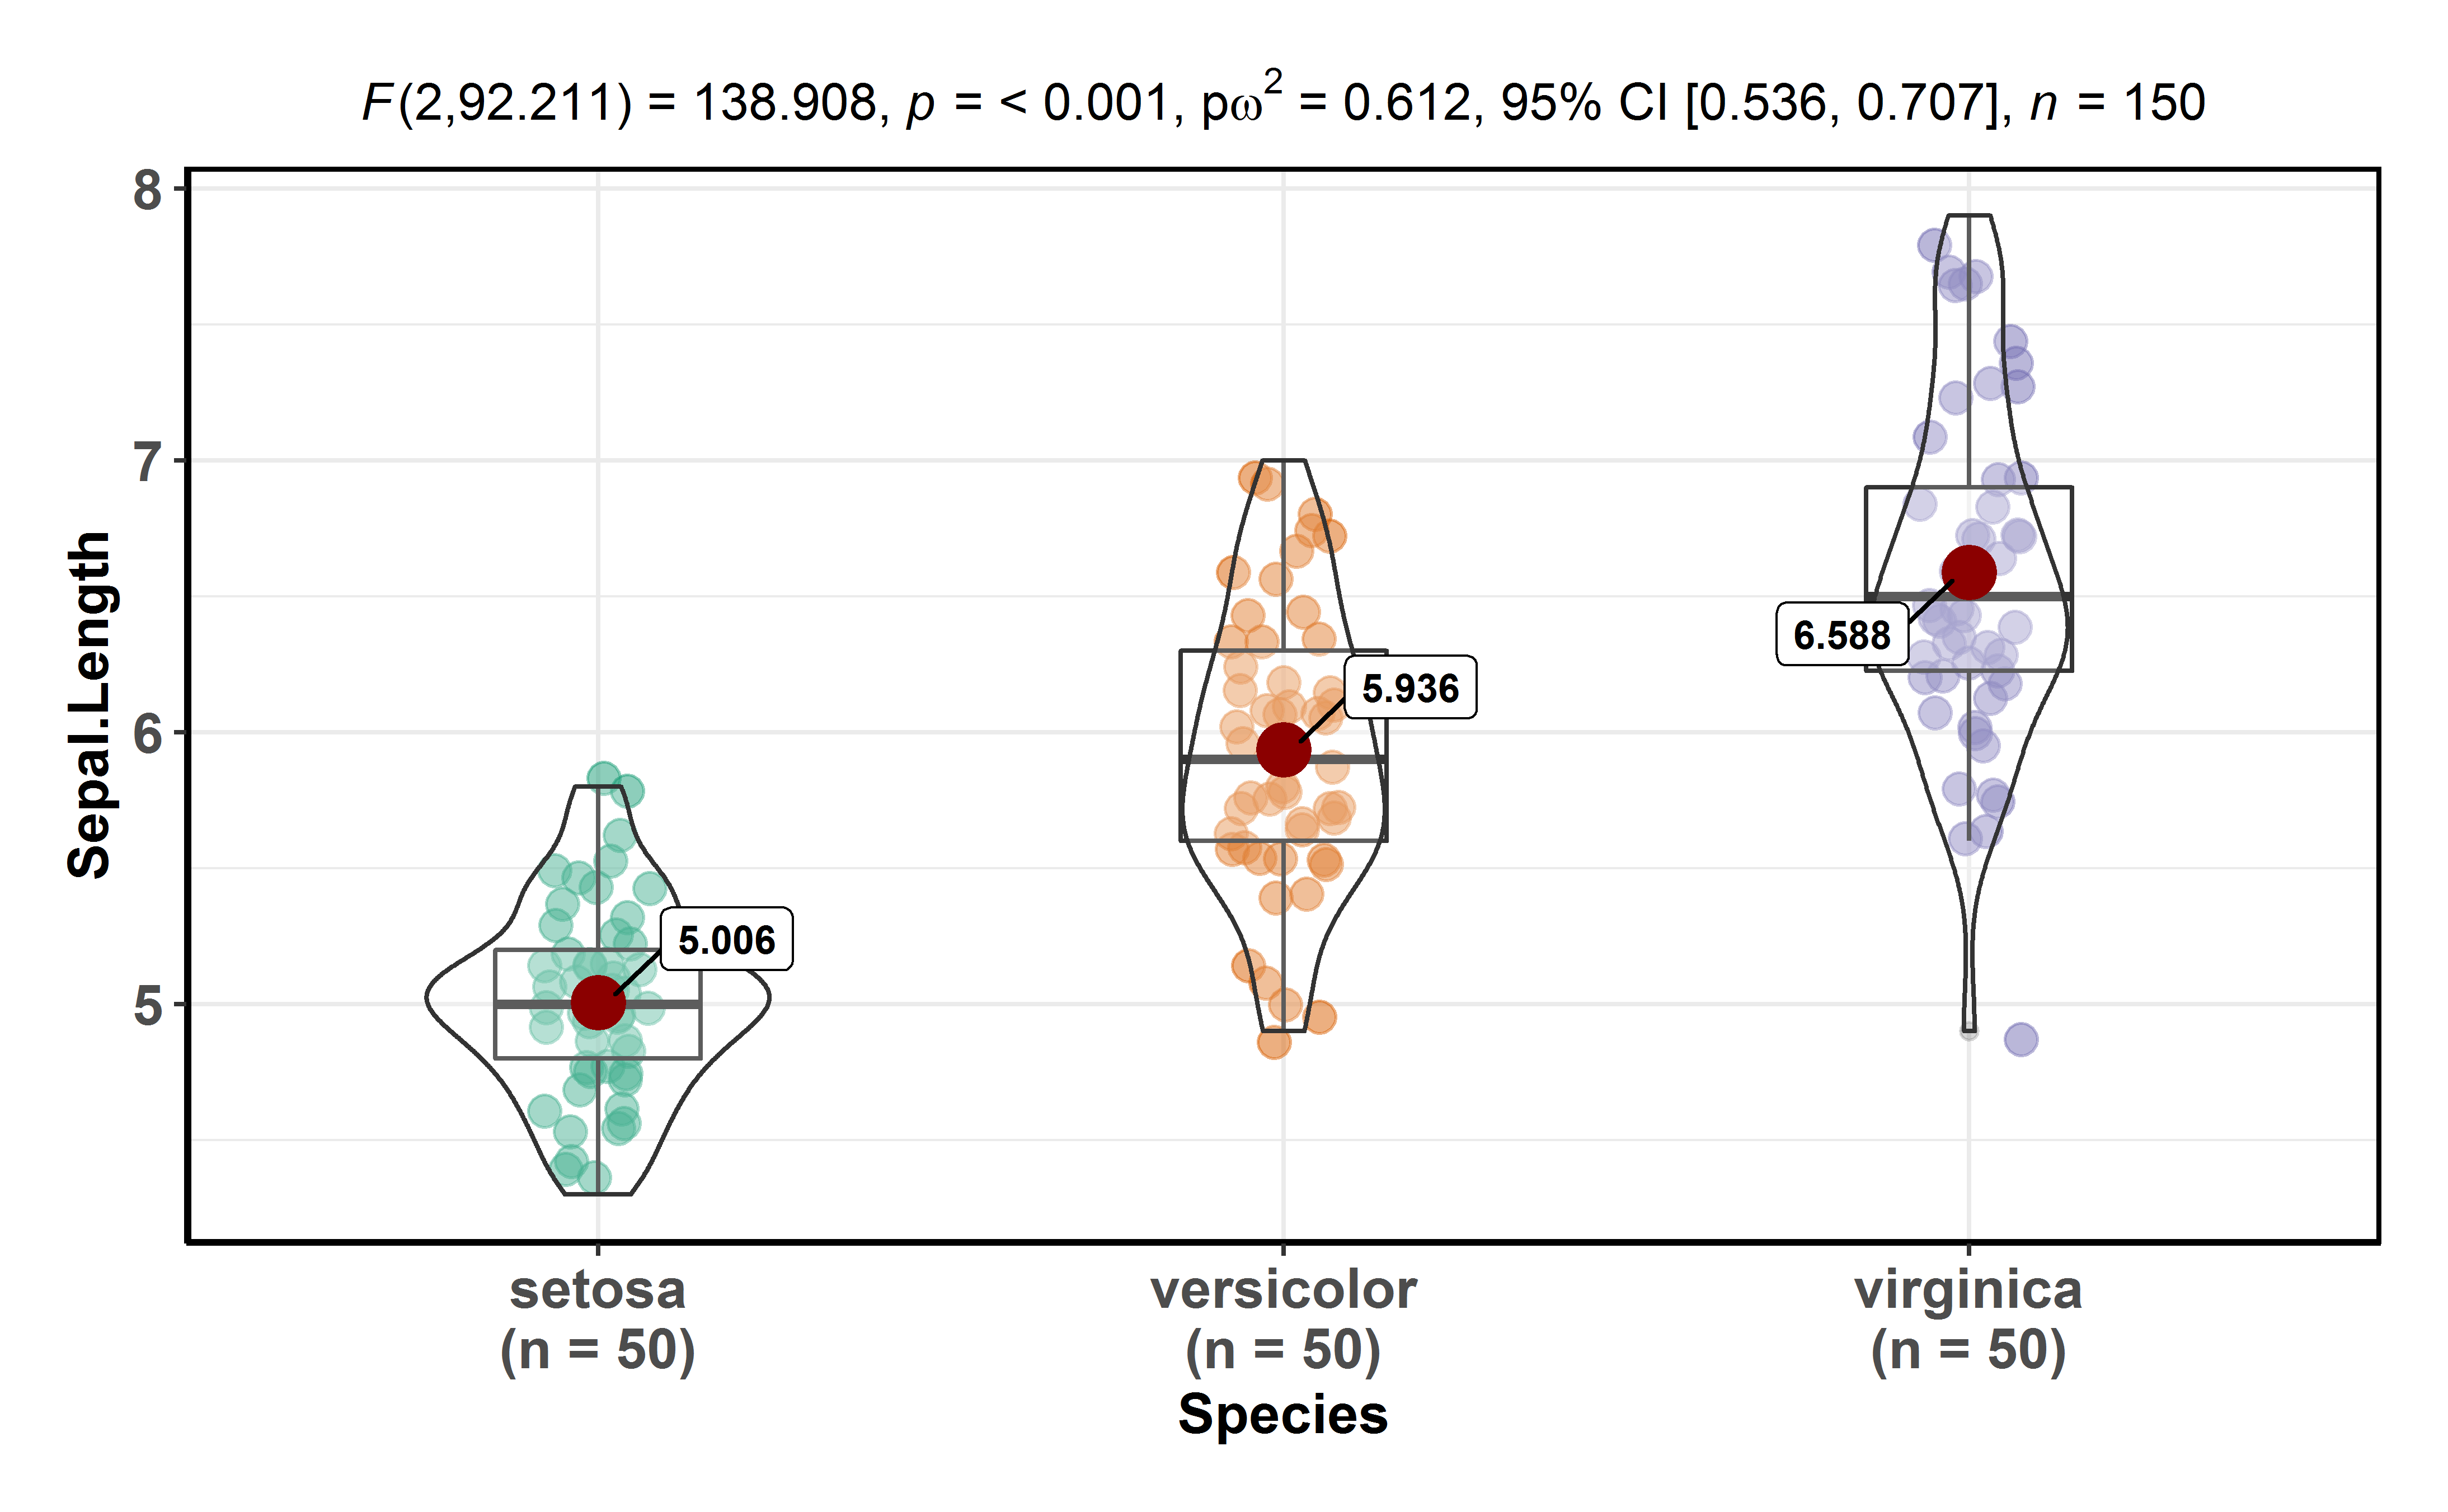 F(2,92.211) = 138.908, p = < 0.001, pω² = 0.612, 95% CI [0.536, 0.707], n = 150
8
7
6
5
Sepal.Length
6.588
5.936
5.006
setosa
(n = 50)
versicolor
(n = 50)
virginica
(n = 50)
Species